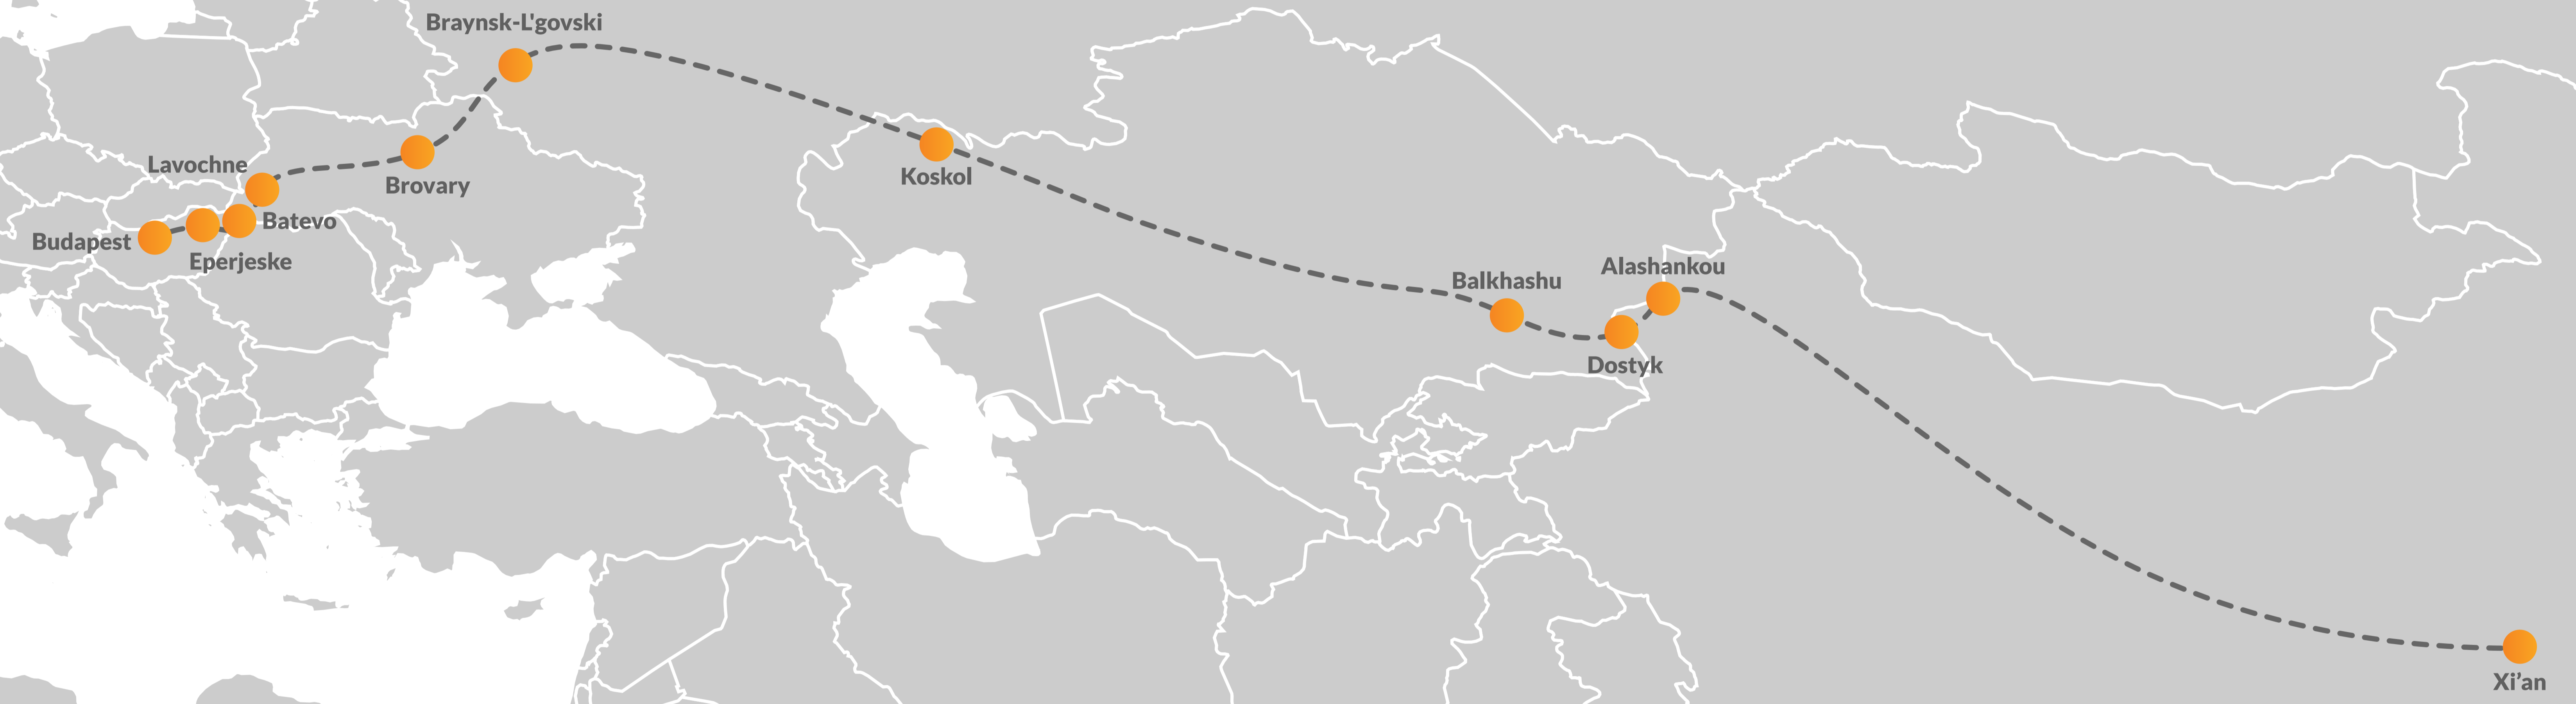 Braynsk-L'govski
Lavochne
Brovary
Koskol
Batevo
Budapest
Eperjeske
Alashankou
Balkhashu
Dostyk
Xi’an